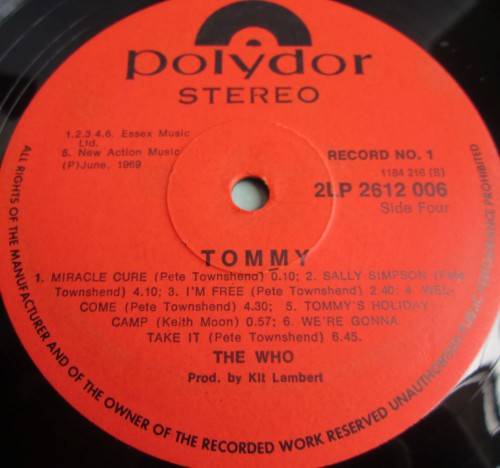 polydor
STEREO
1.2.3 4.6. Essex Music
Ltd.
5. New Action Music
(P)June, 1969
RECORD NO. 1
1184 216 (B)
2LP 2612 006
Side Four
TOMMY
1. MIRACLE CURE (Pete Townshend) 0.10; 2. SALLY SIMPSON (Pete
Townshend) 4.10; 3. I'M FREE (Pete Townshend) 2.40; 4. WEL-
COME (Pete Townshend) 4.30; 5. TOMMY'S HOLIDAY
CAMP (Keith Moon) 0.57; 6. WE'RE GONNA
TAKE IT (Pete Townshend) 6.45.
THE WHO
Prod. by Kit Lambert
ALL RIGHTS OF THE MANUFACTURER AND OF THE OWNER OF THE RECORDED WORK RESERVED UNAUTHORISED PUBLIC PERFORMANCE PROHIBITED